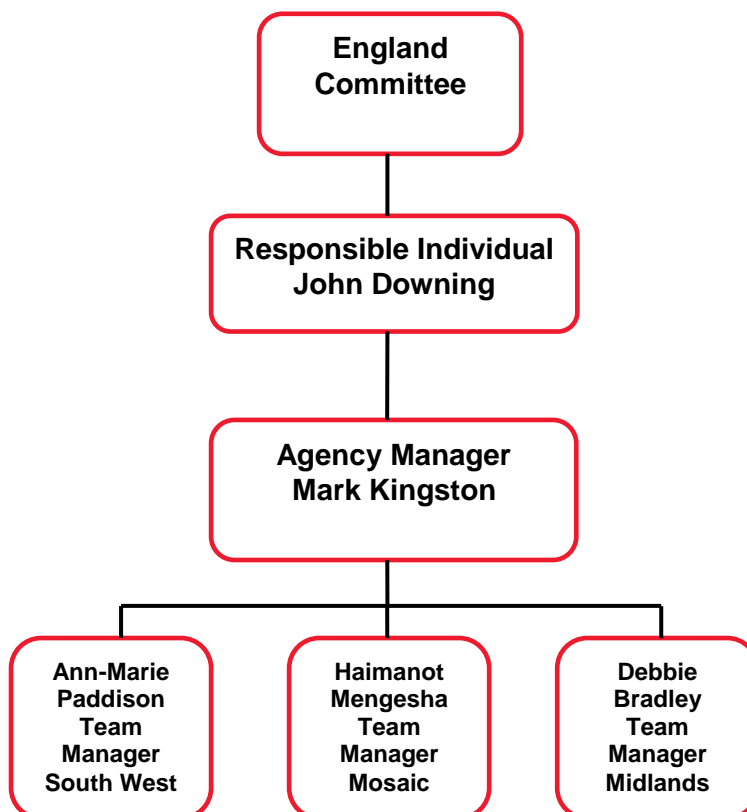 England
Committee
Responsible Individual
John Downing
Agency Manager
Mark Kingston
Ann-Marie
Paddison
Team
Manager
South West
Haimanot
Mengesha
Team
Manager
Mosaic
Debbie
Bradley
Team
Manager
Midlands